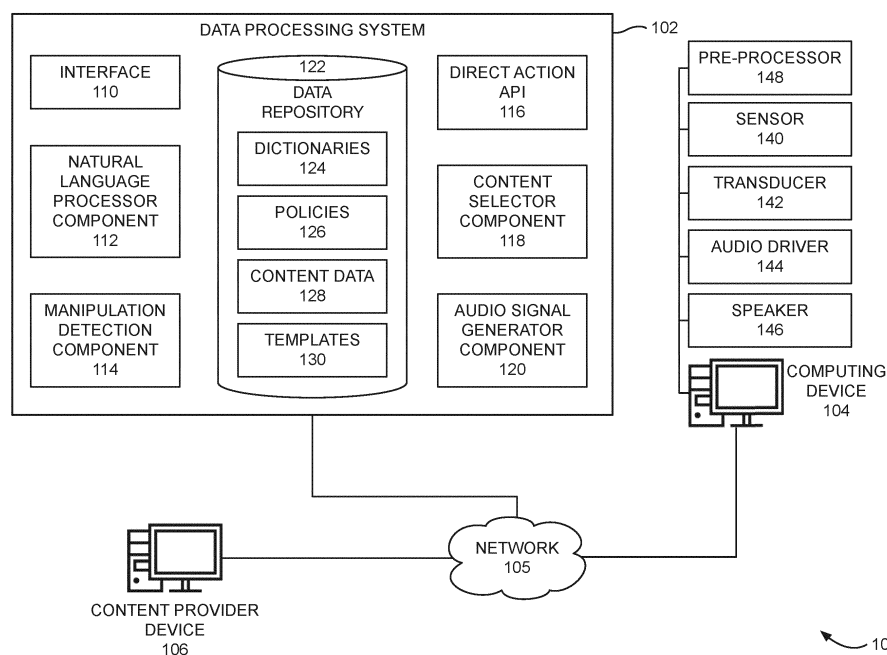 DATA PROCESSING SYSTEM
102
INTERFACE
110
NATURAL
LANGUAGE
PROCESSOR
COMPONENT
112
MANIPULATION
DETECTION
COMPONENT
114
122
DATA
REPOSITORY
DICTIONARIES
124
POLICIES
126
CONTENT DATA
128
TEMPLATES
130
DIRECT ACTION
API
116
CONTENT
SELECTOR
COMPONENT
118
AUDIO SIGNAL
GENERATOR
COMPONENT 120
PRE-PROCESSOR
148
SENSOR
140
TRANSDUCER
142
AUDIO DRIVER
144
SPEAKER
146
COMPUTING
DEVICE
104
NETWORK
105
CONTENT PROVIDER
DEVICE
106